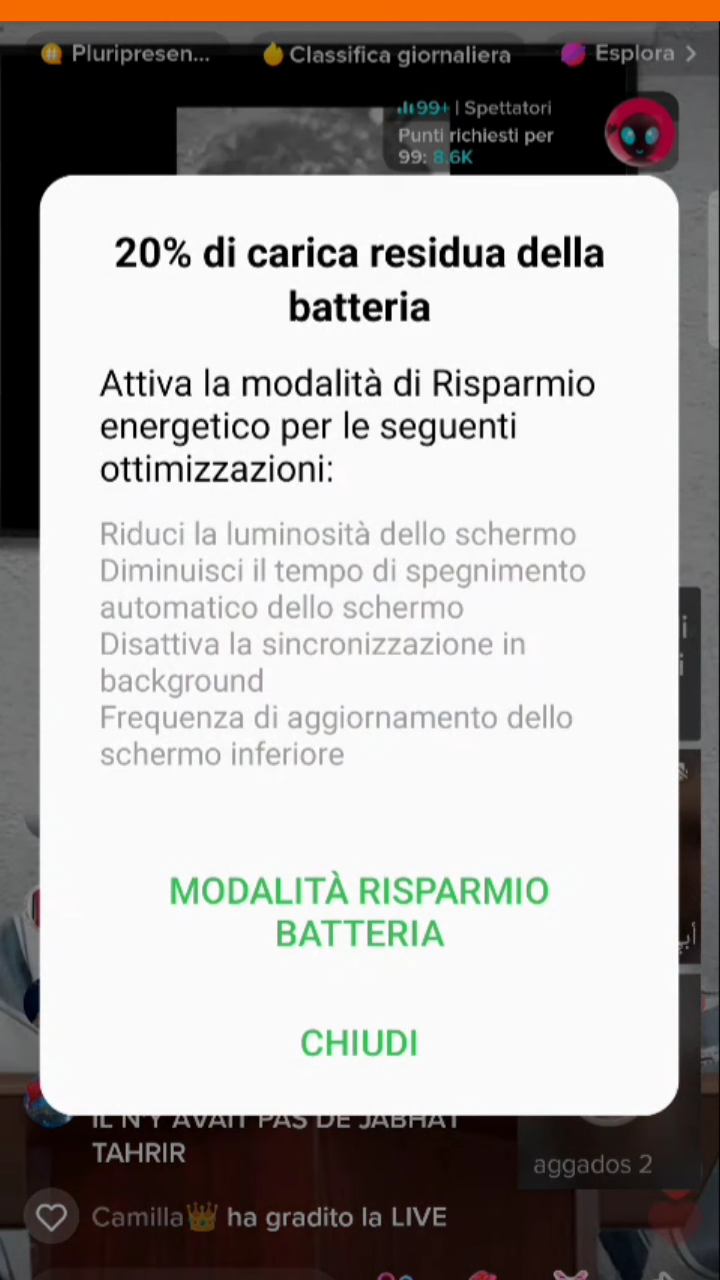 Pluripresen...
Classifica giornaliera
Esplora
99+ | Spettatori
Punti richiesti per
99: 8.6K
20% di carica residua della
batteria
Attiva la modalità di Risparmio
energetico per le seguenti
ottimizzazioni:
Riduci la luminosità dello schermo
Diminuisci il tempo di spegnimento
automatico dello schermo
Disattiva la sincronizzazione in
background
Frequenza di aggiornamento dello
schermo inferiore
MODALITÀ RISPARMIO
BATTERIA
CHIUDI
IL N'Y AVAIT PAS DE JABHAT
TAHRIR
aggados 2
Camilla👑 ha gradito la LIVE